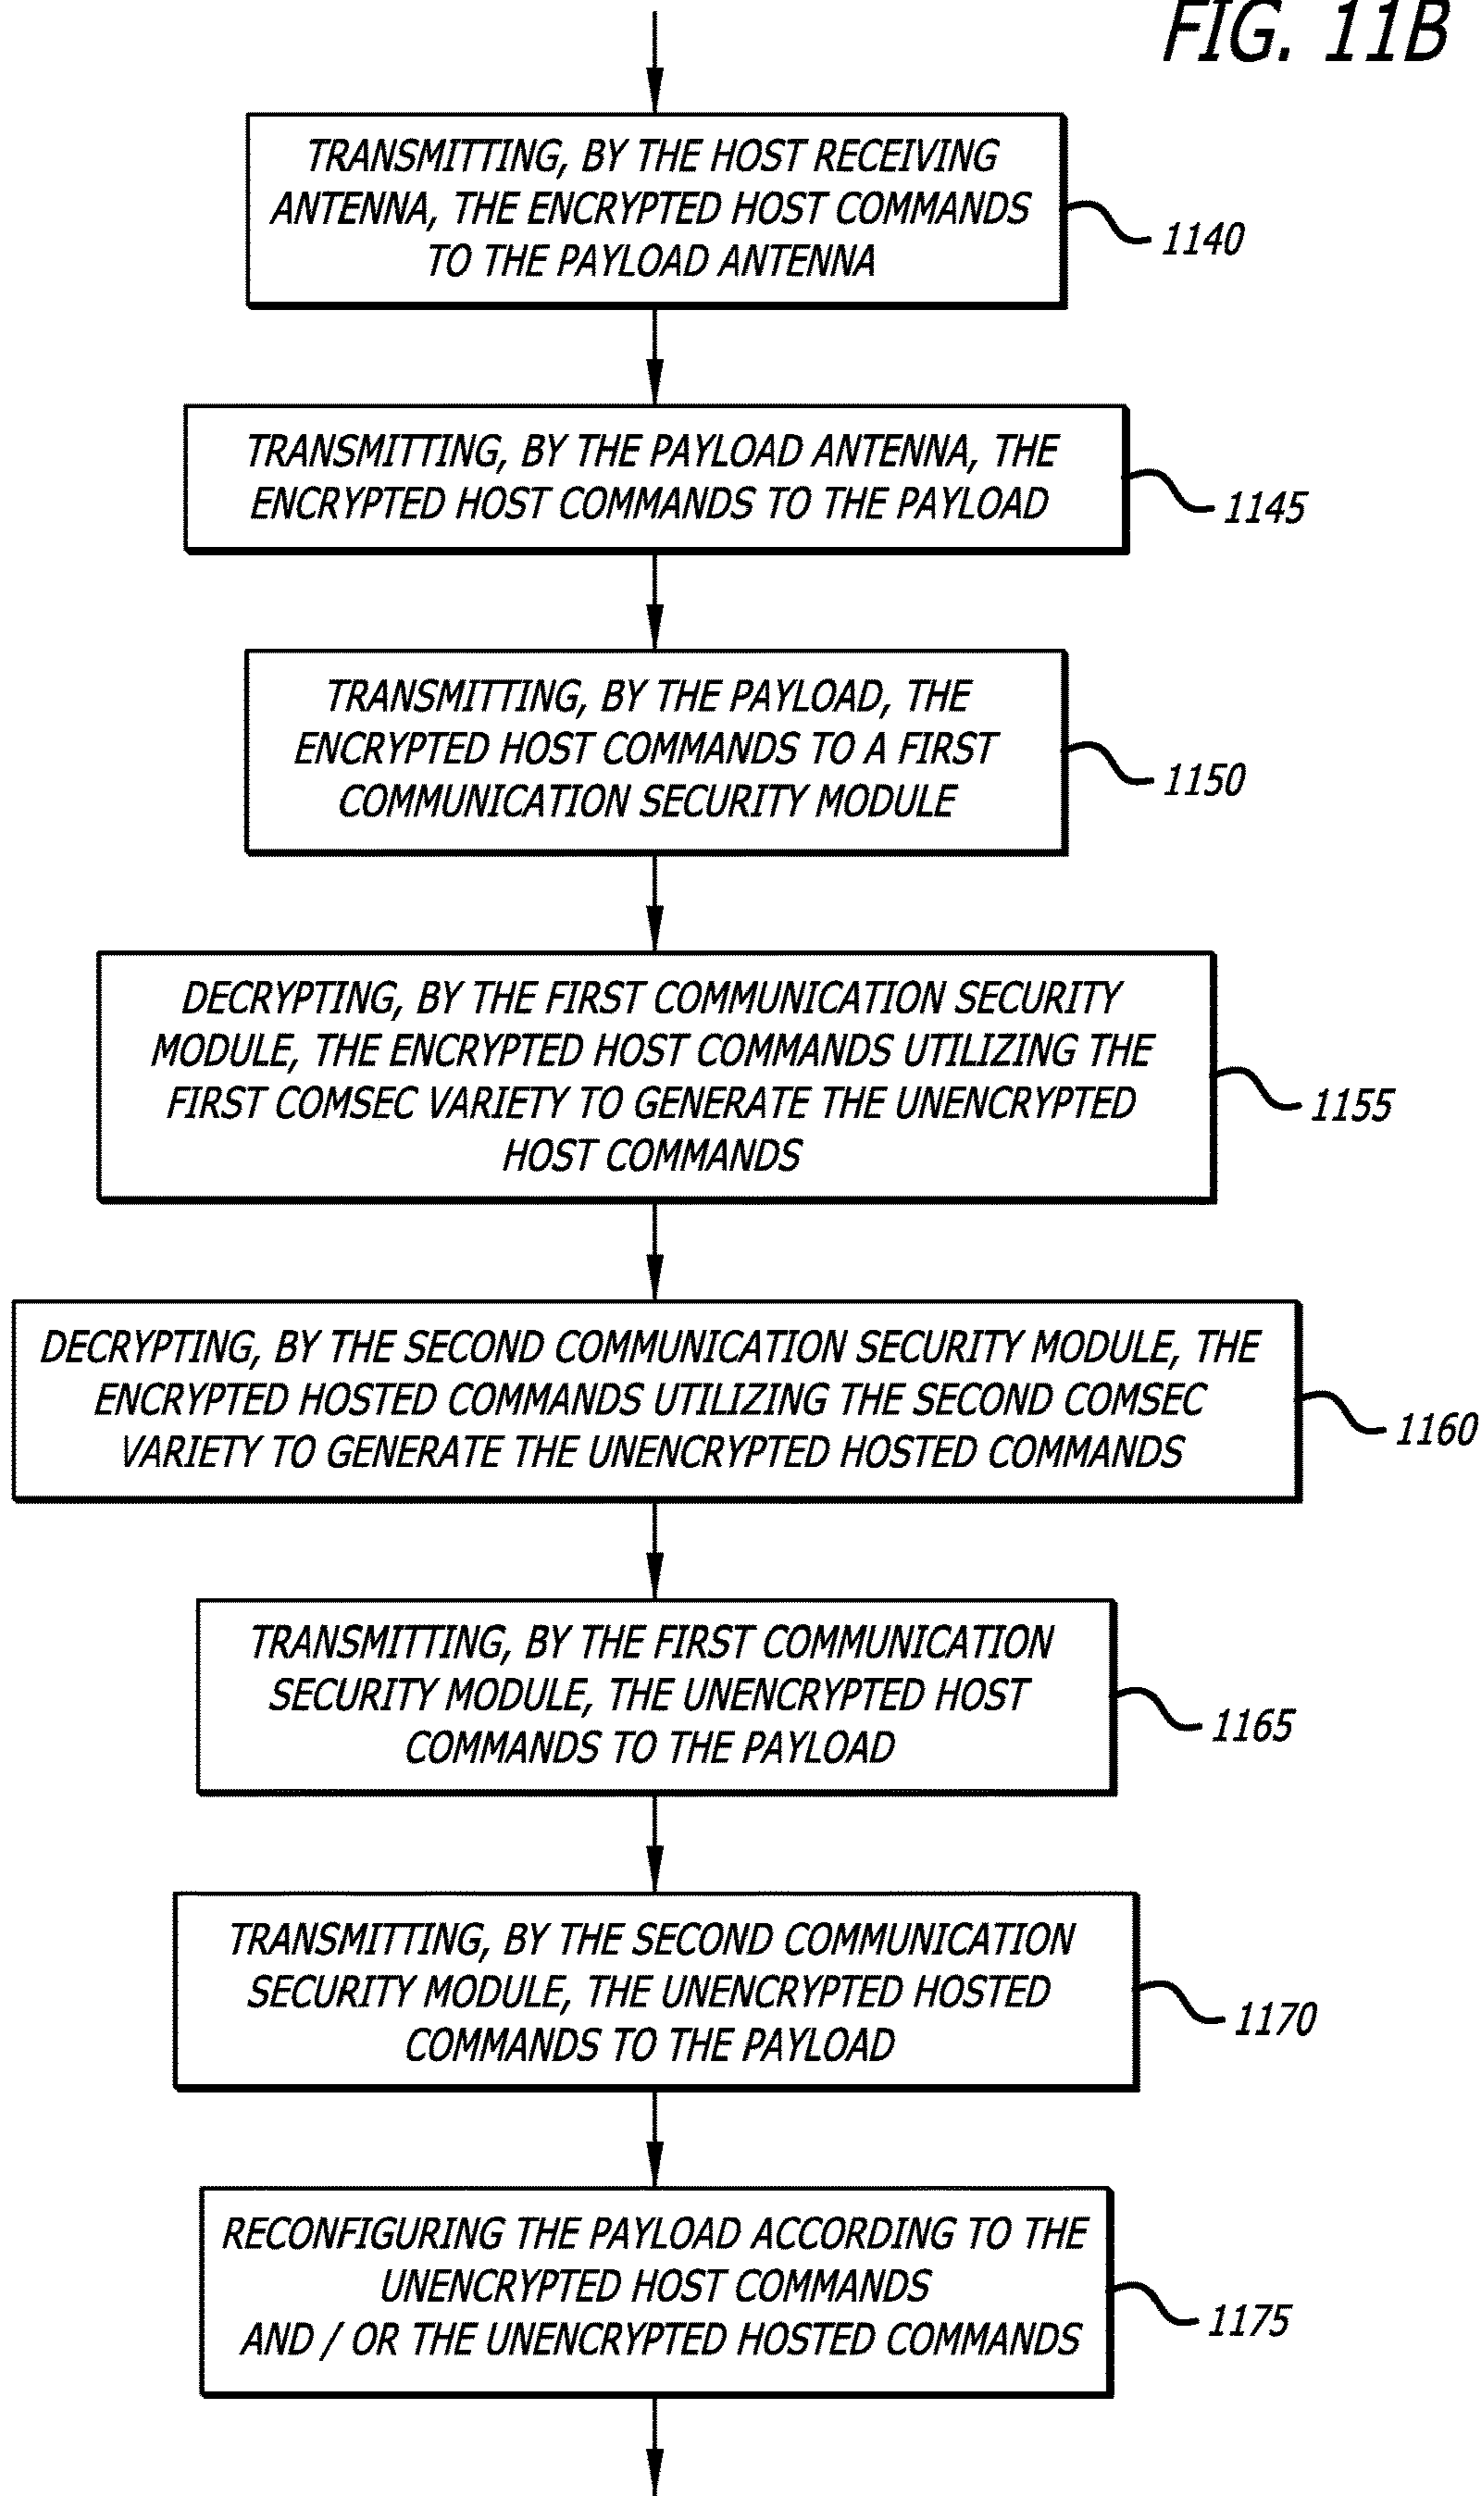 FIG. 11B
TRANSMITTING, BY THE HOST RECEIVING
ANTENNA, THE ENCRYPTED HOST COMMANDS
TO THE PAYLOAD ANTENNA
1140
TRANSMITTING, BY THE PAYLOAD ANTENNA, THE
ENCRYPTED HOST COMMANDS TO THE PAYLOAD
1145
TRANSMITTING, BY THE PAYLOAD, THE
ENCRYPTED HOST COMMANDS TO A FIRST
COMMUNICATION SECURITY MODULE
1150
DECRYPTING, BY THE FIRST COMMUNICATION SECURITY
MODULE, THE ENCRYPTED HOST COMMANDS UTILIZING THE
FIRST COMSEC VARIETY TO GENERATE THE UNENCRYPTED
HOST COMMANDS
1155
DECRYPTING, BY THE SECOND COMMUNICATION SECURITY MODULE, THE
ENCRYPTED HOSTED COMMANDS UTILIZING THE SECOND COMSEC
VARIETY TO GENERATE THE UNENCRYPTED HOSTED COMMANDS
1160
TRANSMITTING, BY THE FIRST COMMUNICATION
SECURITY MODULE, THE UNENCRYPTED HOST
COMMANDS TO THE PAYLOAD
1165
TRANSMITTING, BY THE SECOND COMMUNICATION
SECURITY MODULE, THE UNENCRYPTED HOSTED
COMMANDS TO THE PAYLOAD
1170
RECONFIGURING THE PAYLOAD ACCORDING TO THE
UNENCRYPTED HOST COMMANDS
AND / OR THE UNENCRYPTED HOSTED COMMANDS
1175